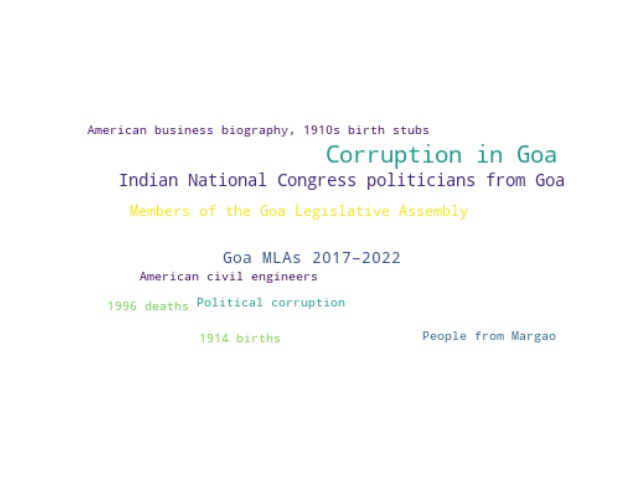 American business biography, 1910s birth stubs
Corruption in Goa
Indian National Congress politicians from Goa
Members of the Goa Legislative Assembly
Goa MLAs 2017–2022
American civil engineers
1996 deaths
Political corruption
1914 births
People from Margao